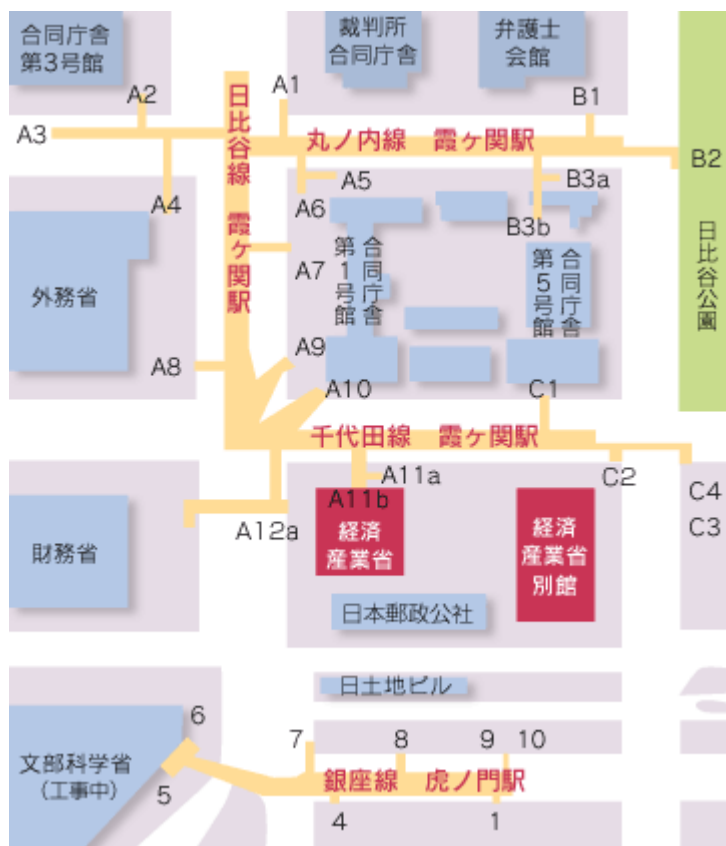 合同庁舎
第3号館
裁判所
合同庁舎
弁護士
会館
A1
A2
A3
B1
日比谷線 霞ヶ関駅
丸ノ内線 霞ヶ関駅
B2
A4
A5
B3a
A6
B3b
日比谷公園
外務省
A7
合同庁舎
第1号館
合同庁舎
第5号館
A8
A9
A10
C1
千代田線 霞ヶ関駅
A11a
C2
A11b
C4
A12a
C3
財務省
経済
産業省
経済
産業省
別館
日本郵政公社
日土地ビル
6
7
8
9
10
文部科学省
(工事中)
5
銀座線 虎ノ門駅
4
1